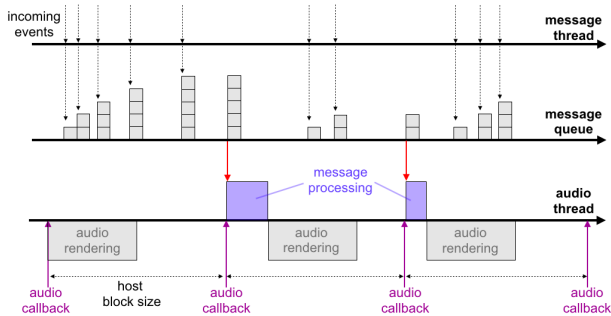 incoming
events
message
thread
message
queue
message
processing
audio
thread
audio
rendering
audio
rendering
audio
rendering
host
block size
audio
callback
audio
callback
audio
callback
audio
callback